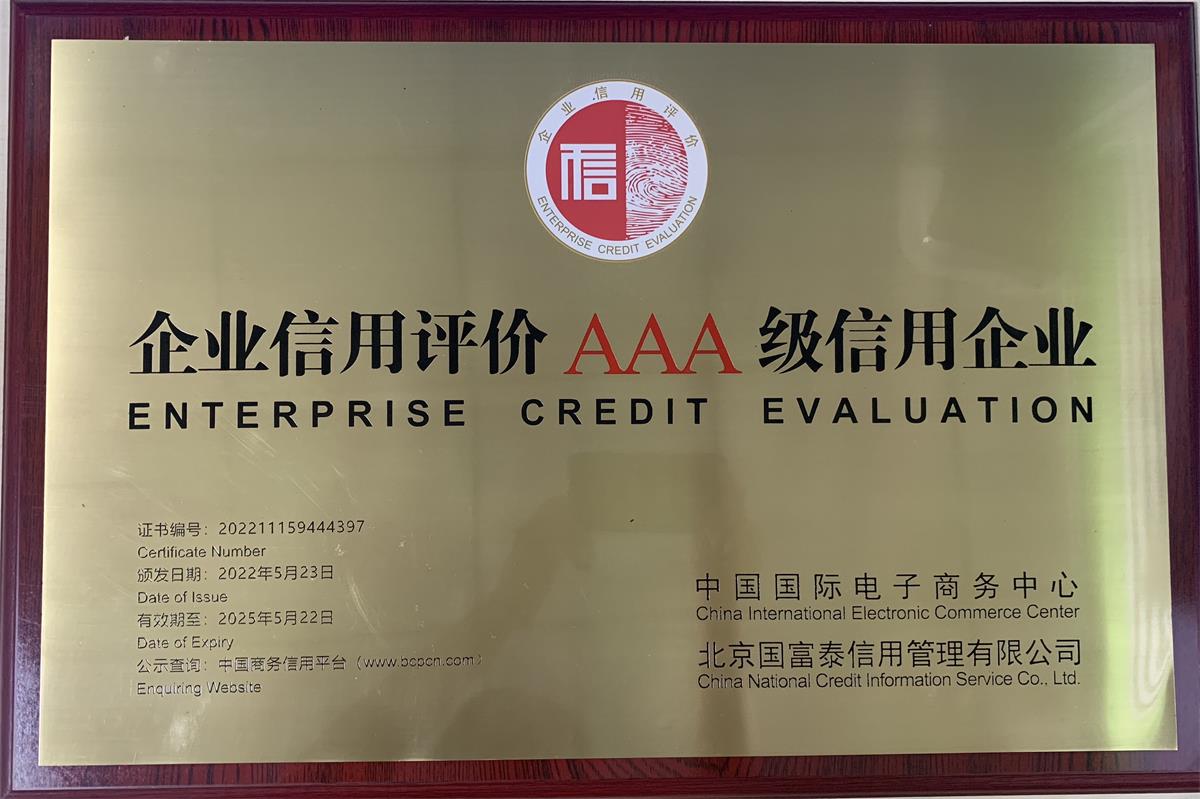 企业信用评价
信
ENTERPRISE CREDIT EVALUATION
企业信用评价AAA级信用企业
ENTERPRISE CREDIT EVALUATION
证书编号：202211159444397
Certificate Number
颁发日期：2022年5月23日
Date of Issue
有效期至：2025年5月22日
Date of Expiry
公示查询：中国商务信用平台（www.bcpcn.com）
Enquiring Website
中国国际电子商务中心
China International Electronic Commerce Center
北京国富泰信用管理有限公司
China National Credit Information Service Co., Ltd.